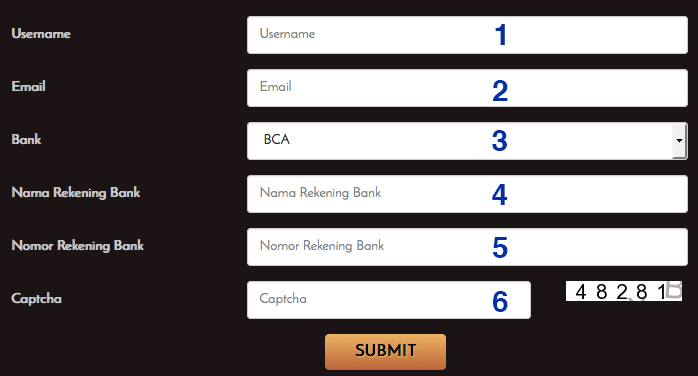 Username Username 1
Email Email 2
Bank BCA 3
Nama Rekening Bank Nama Rekening Bank 4
Nomor Rekening Bank Nomor Rekening Bank 5
Captcha Captcha 6 4 8 2 8 1 B
SUBMIT